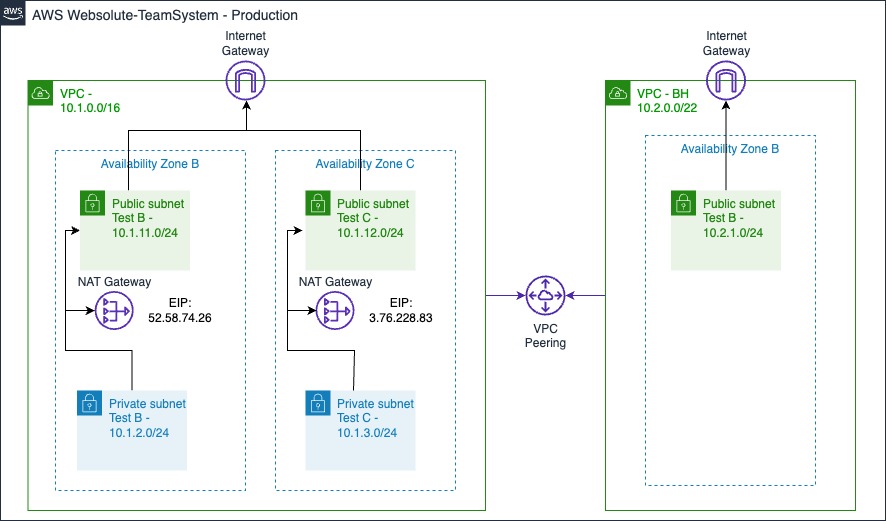 aws
AWS Websolute-TeamSystem - Production
Internet
Gateway
Internet
Gateway
VPC -
10.1.0.0/16
VPC - BH
10.2.0.0/22
Availability Zone B
Availability Zone C
Availability Zone B
Public subnet
Test B -
10.1.11.0/24
Public subnet
Test C -
10.1.12.0/24
Public subnet
Test B -
10.2.1.0/24
NAT Gateway
EIP:
52.58.74.26
NAT Gateway
EIP:
3.76.228.83
VPC
Peering
Private subnet
Test B -
10.1.2.0/24
Private subnet
Test C -
10.1.3.0/24